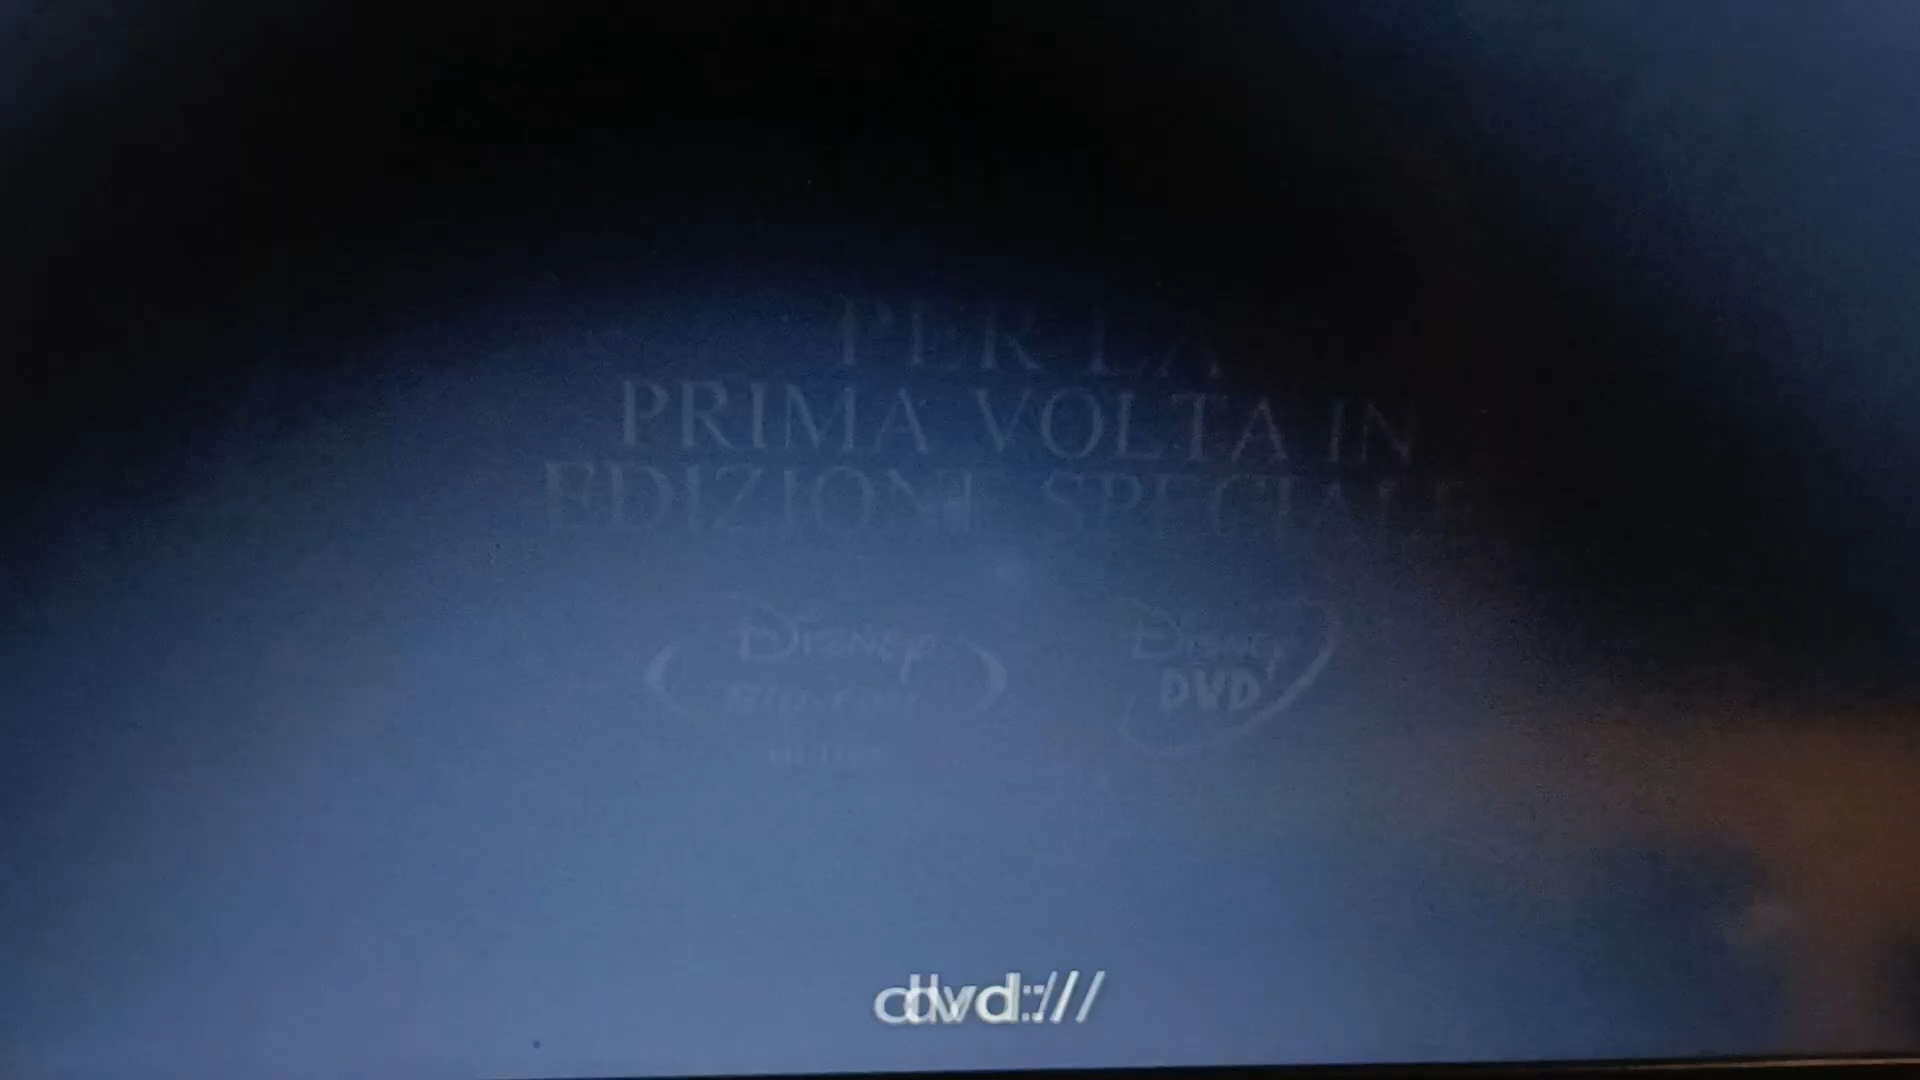 PER LA
PRIMA VOLTA IN
EDIZIONE SPECIALE
Disney
Disney
DVD
dvd:///